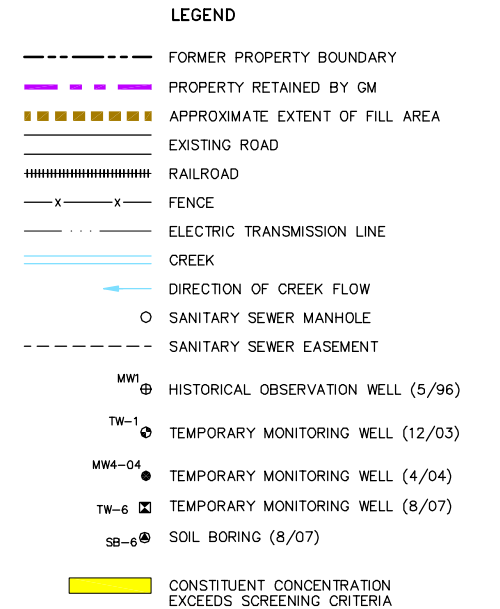 LEGEND
FORMER PROPERTY BOUNDARY
PROPERTY RETAINED BY GM
APPROXIMATE EXTENT OF FILL AREA
EXISTING ROAD
RAILROAD
x x FENCE
ELECTRIC TRANSMISSION LINE
CREEK
DIRECTION OF CREEK FLOW
SANITARY SEWER MANHOLE
SANITARY SEWER EASEMENT
MW1 HISTORICAL OBSERVATION WELL (5/96)
TW-1 TEMPORARY MONITORING WELL (12/03)
MW4-04 TEMPORARY MONITORING WELL (4/04)
TW-6 TEMPORARY MONITORING WELL (8/07)
SB-6 SOIL BORING (8/07)
CONSTITUENT CONCENTRATION
EXCEEDS SCREENING CRITERIA